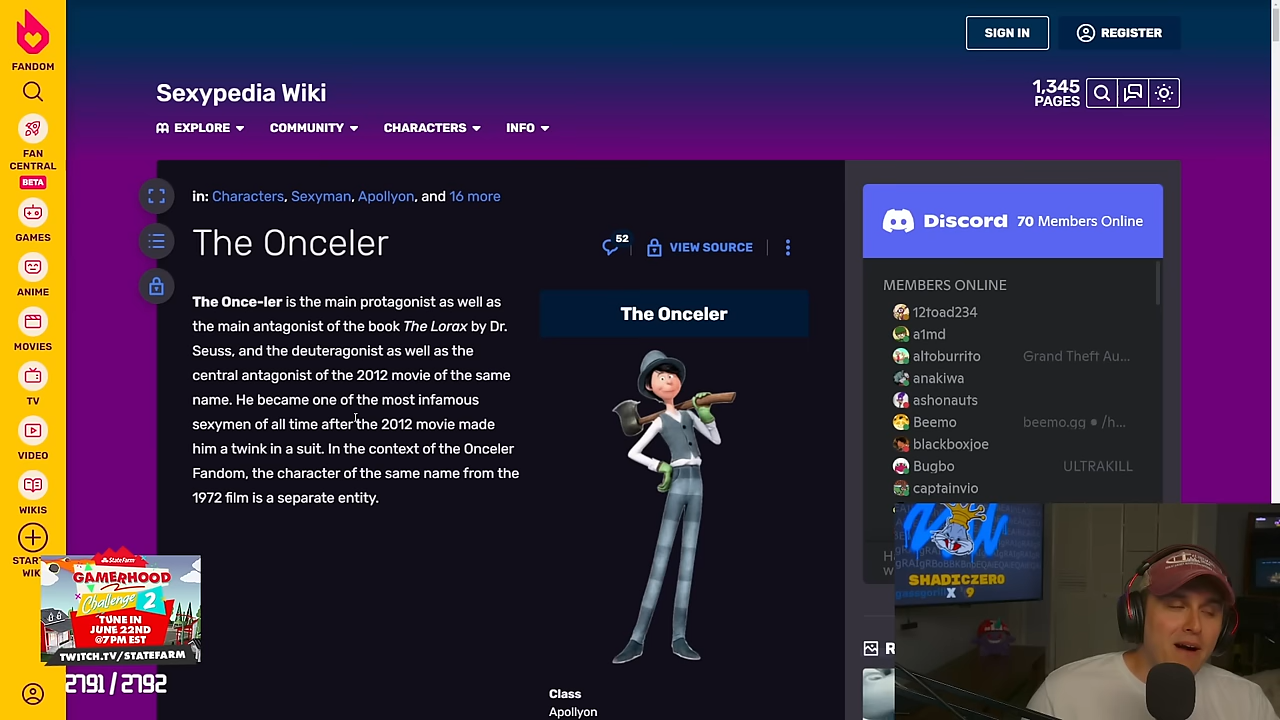 SIGN IN
REGISTER
FANDOM
Sexypedia Wiki
1,345
PAGES
EXPLORE
COMMUNITY
CHARACTERS
INFO
FAN
CENTRAL
BETA
GAMES
ANIME
MOVIES
TV
VIDEO
WIKIS
in: Characters, Sexyman, Apollyon, and 16 more
The Onceler
52
VIEW SOURCE
The Once-ler is the main protagonist as well as
the main antagonist of the book The Lorax by Dr.
Seuss, and the deuteragonist as well as the
central antagonist of the 2012 movie of the same
name. He became one of the most infamous
sexymen of all time after the 2012 movie made
him a twink in a suit. In the context of the Onceler
Fandom, the character of the same name from the
1972 film is a separate entity.
The Onceler
Class
Apollyon
Discord
70 Members Online
MEMBERS ONLINE
12toad234
a1md
altoburrito
Grand Theft Au...
anakiwa
ashonauts
Beemo
beemo.gg • /h...
blackboxjoe
Bugbo
ULTRAKILL
captainvio
StateFarm
GAMERHOOD
Challenge 2
TUNE IN
JUNE 22ND
@7PM EST
TWITCH.TV/STATEFARM
2791 / 2792
SHADICZER0
X 9